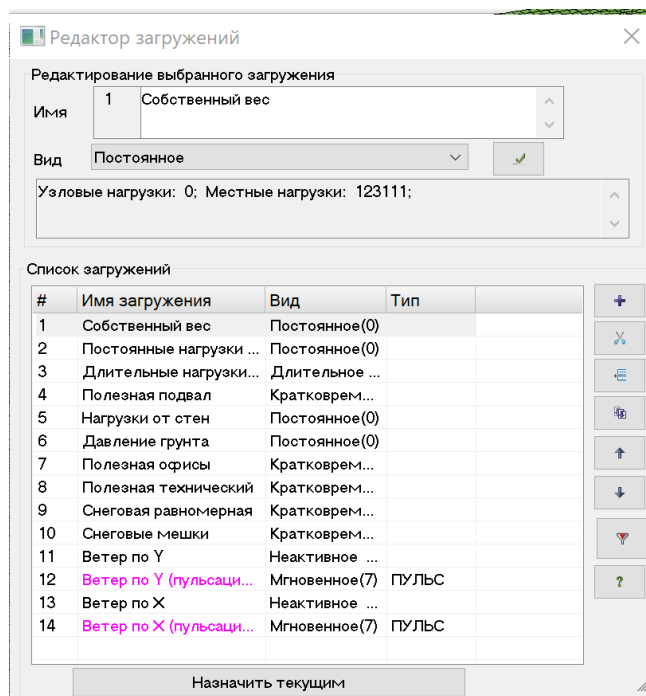 Редактор загружений
Редактирование выбранного загружения
Имя 1 Собственный вес
Вид Постоянное
Узловые нагрузки: 0; Местные нагрузки: 123111;
Список загружений
# Имя загружения Вид Тип
1 Собственный вес Постоянное(0)
2 Постоянные нагрузки ... Постоянное(0)
3 Длительные нагрузки... Длительное ...
4 Полезная подвал Кратковрем...
5 Нагрузки от стен Постоянное(0)
6 Давление грунта Постоянное(0)
7 Полезная офисы Кратковрем...
8 Полезная технический Кратковрем...
9 Снеговая равномерная Кратковрем...
10 Снеговые мешки Кратковрем...
11 Ветер по Y Неактивное ...
12 Ветер по Y (пульсаци... Мгновенное(7) ПУЛЬС
13 Ветер по X Неактивное ...
14 Ветер по X (пульсаци... Мгновенное(7) ПУЛЬС
Назначить текущим